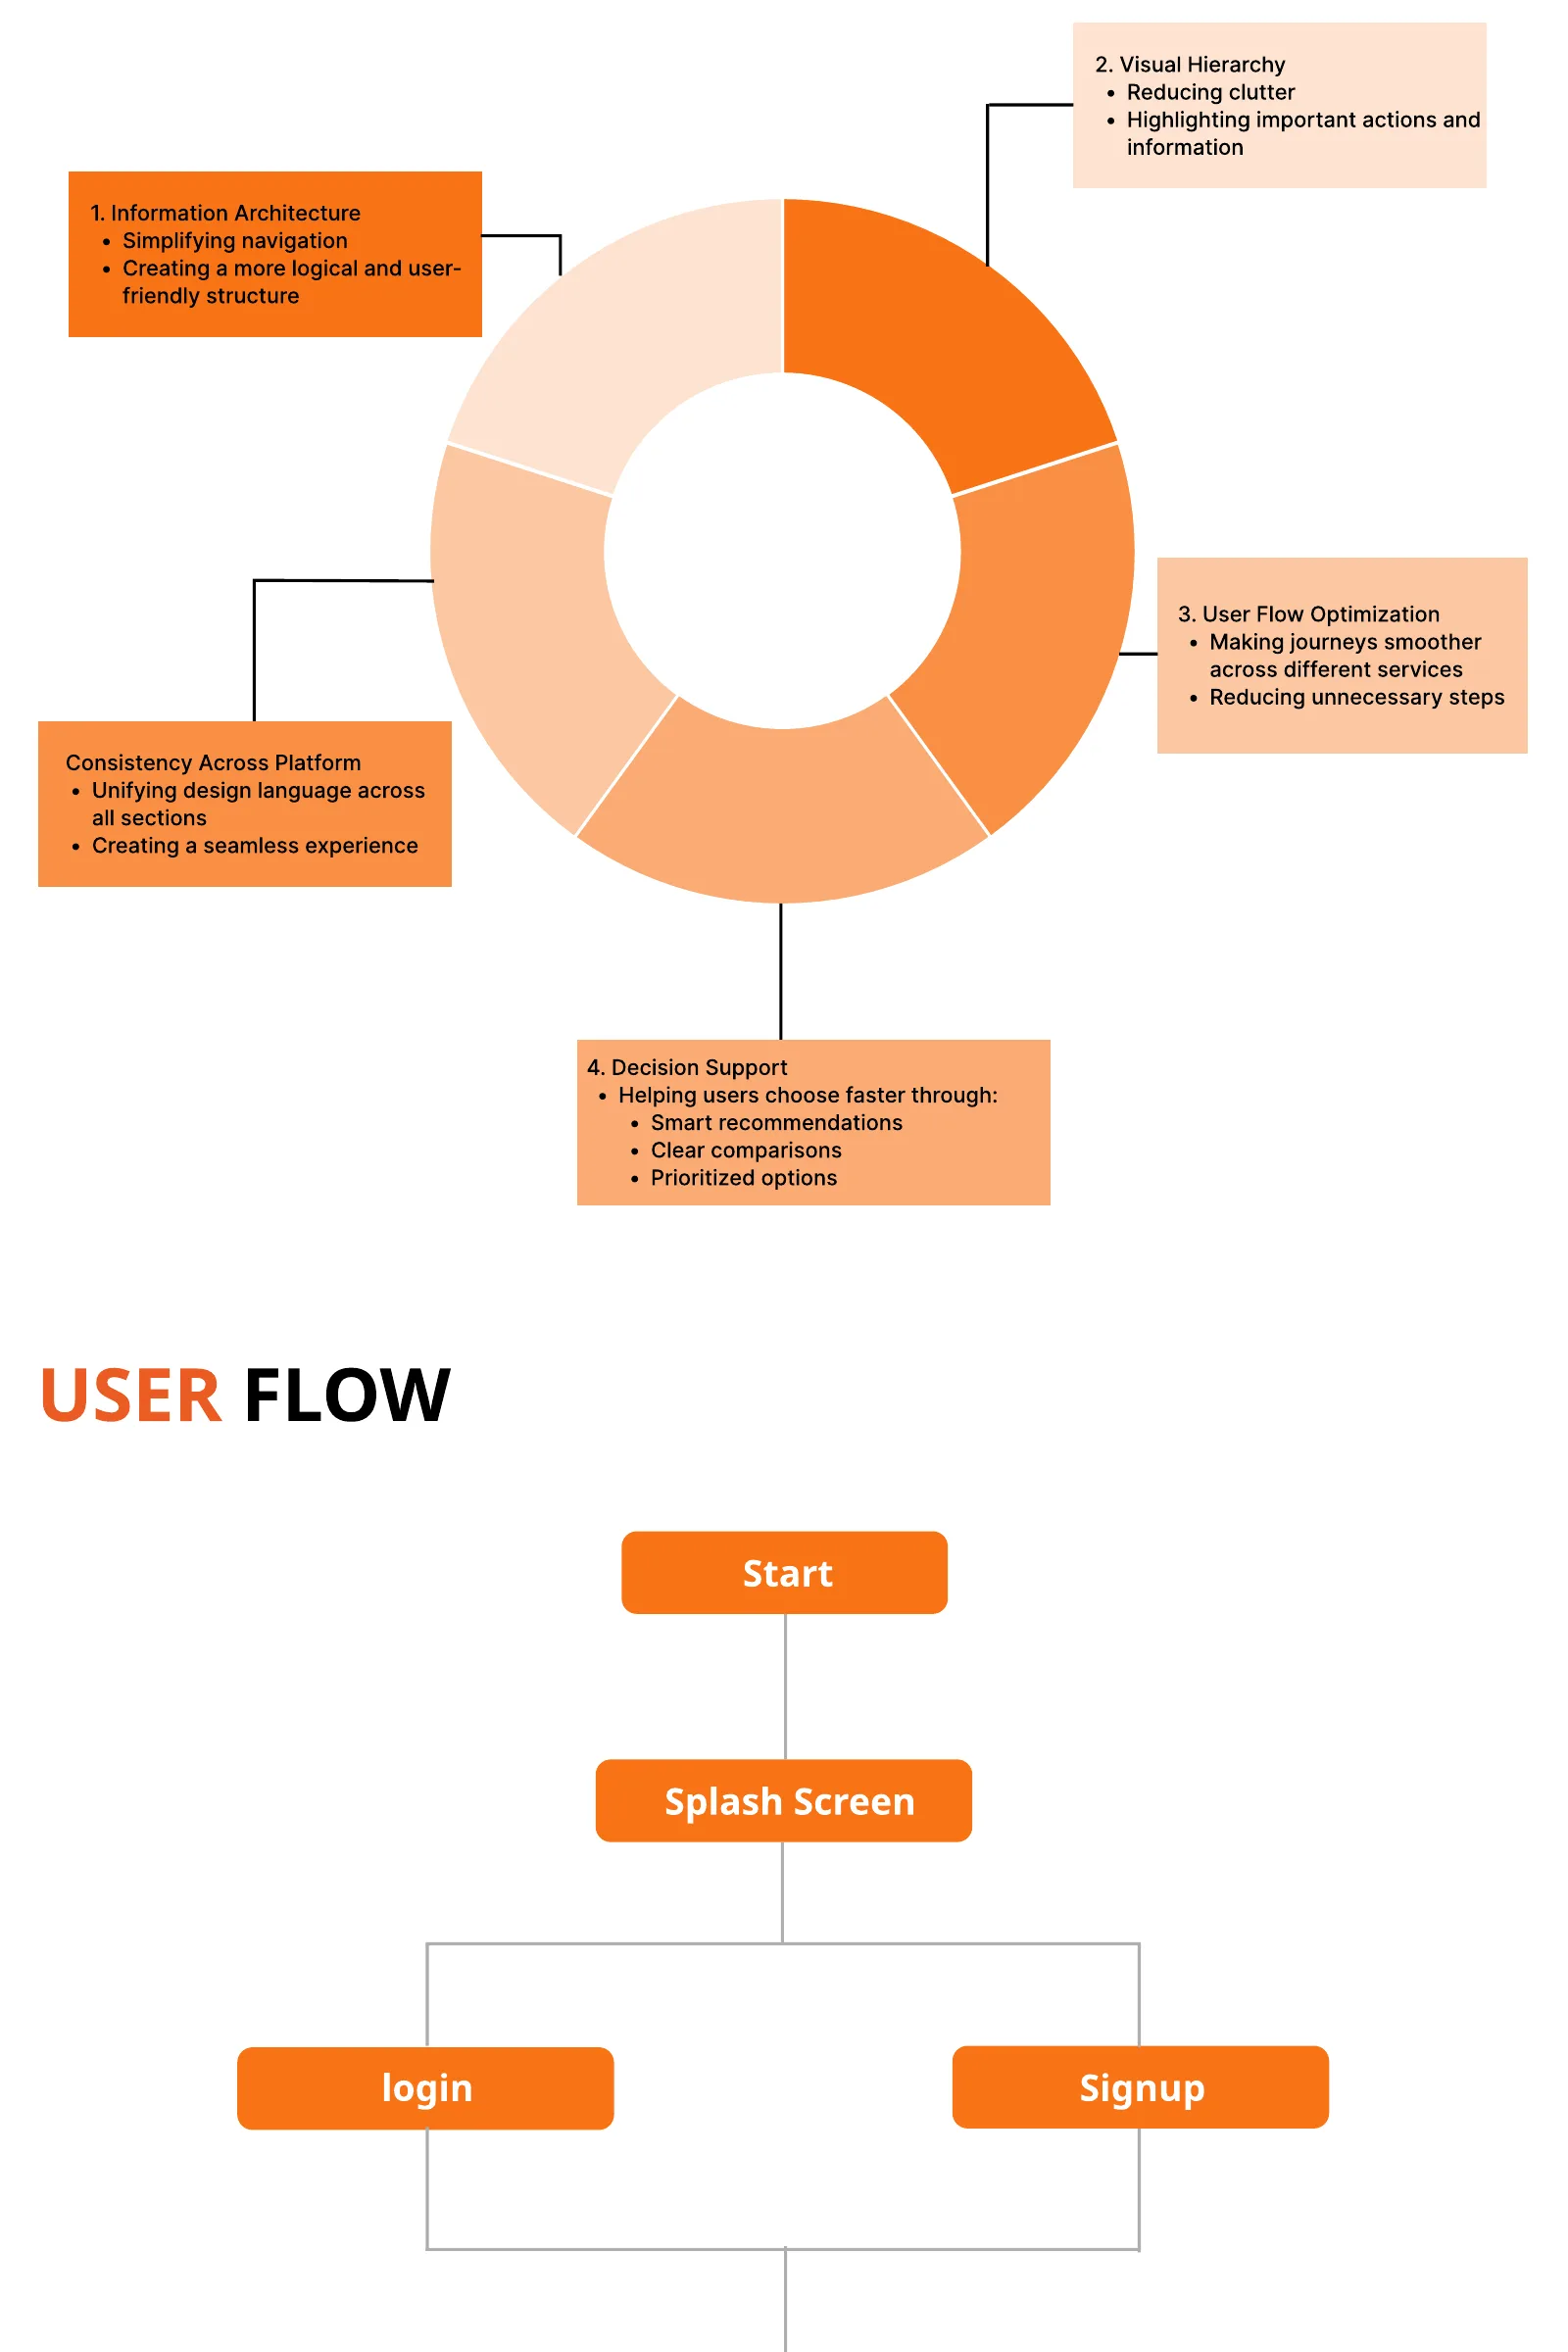 2. Visual Hierarchy
• Reducing clutter
• Highlighting important actions and
information
1. Information Architecture
• Simplifying navigation
• Creating a more logical and user-
friendly structure
3. User Flow Optimization
• Making journeys smoother
across different services
• Reducing unnecessary steps
Consistency Across Platform
• Unifying design language across
all sections
• Creating a seamless experience
4. Decision Support
• Helping users choose faster through:
• Smart recommendations
• Clear comparisons
• Prioritized options
USER FLOW
Start
Splash Screen
login
Signup